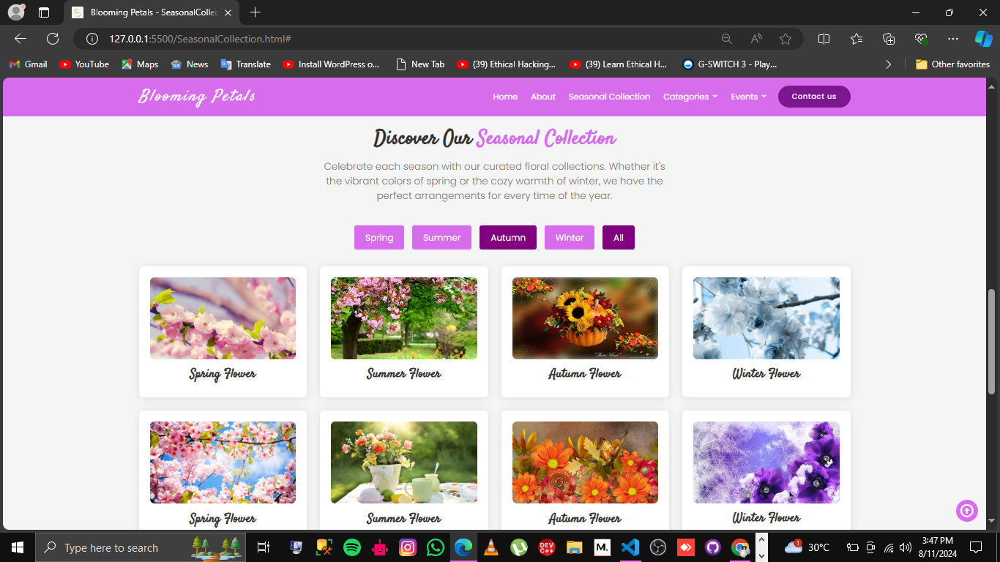 Blooming Petals - SeasonalCollec
127.0.0.1:5500/SeasonalCollection.html#
Gmail YouTube Maps News Translate Install WordPress o... New Tab (39) Ethical Hacking... (39) Learn Ethical H... G-SWITCH 3 - Play... Other favorites
Blooming Petals Home About Seasonal Collection Categories Events Contact us
Discover Our Seasonal Collection
Celebrate each season with our curated floral collections. Whether it's
the vibrant colors of spring or the cozy warmth of winter, we have the
perfect arrangements for every time of the year.
Spring Summer Autumn Winter All
Spring Flower Summer Flower Autumn Flower Winter Flower
Spring Flower Summer Flower Autumn Flower Winter Flower
Type here to search
DEV
C++
M.
1
30°C
3:47 PM
8/11/2024